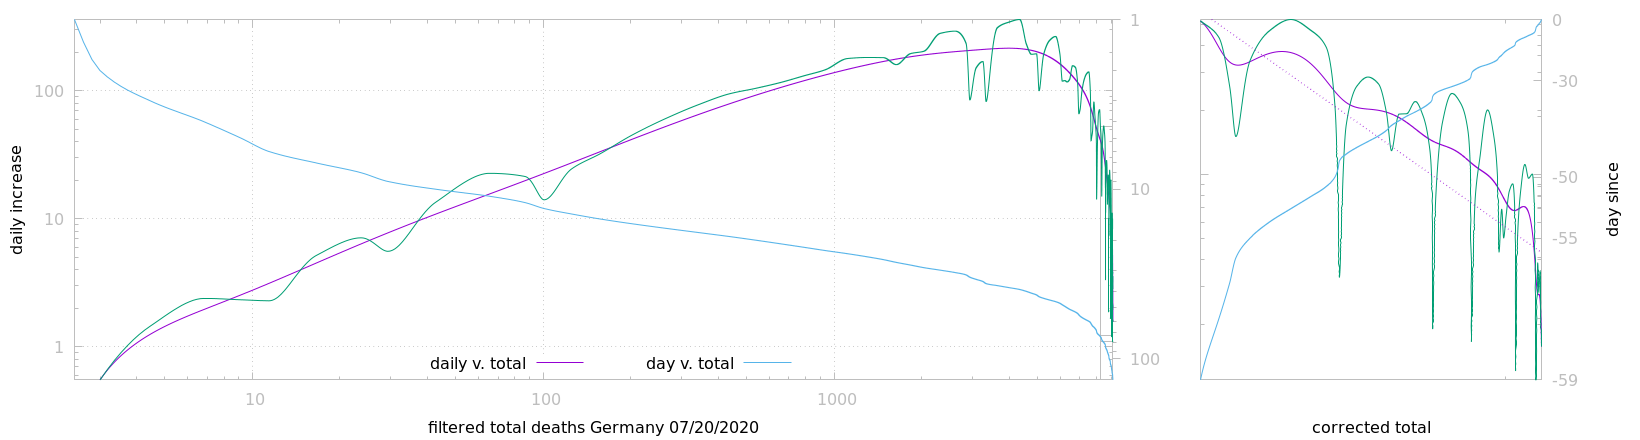 daily increase
100
10
1
daily v. total
day v. total
10
100
1000
filtered total deaths Germany 07/20/2020
1
10
100
0
-30
-50
-55
-59
day since
corrected total